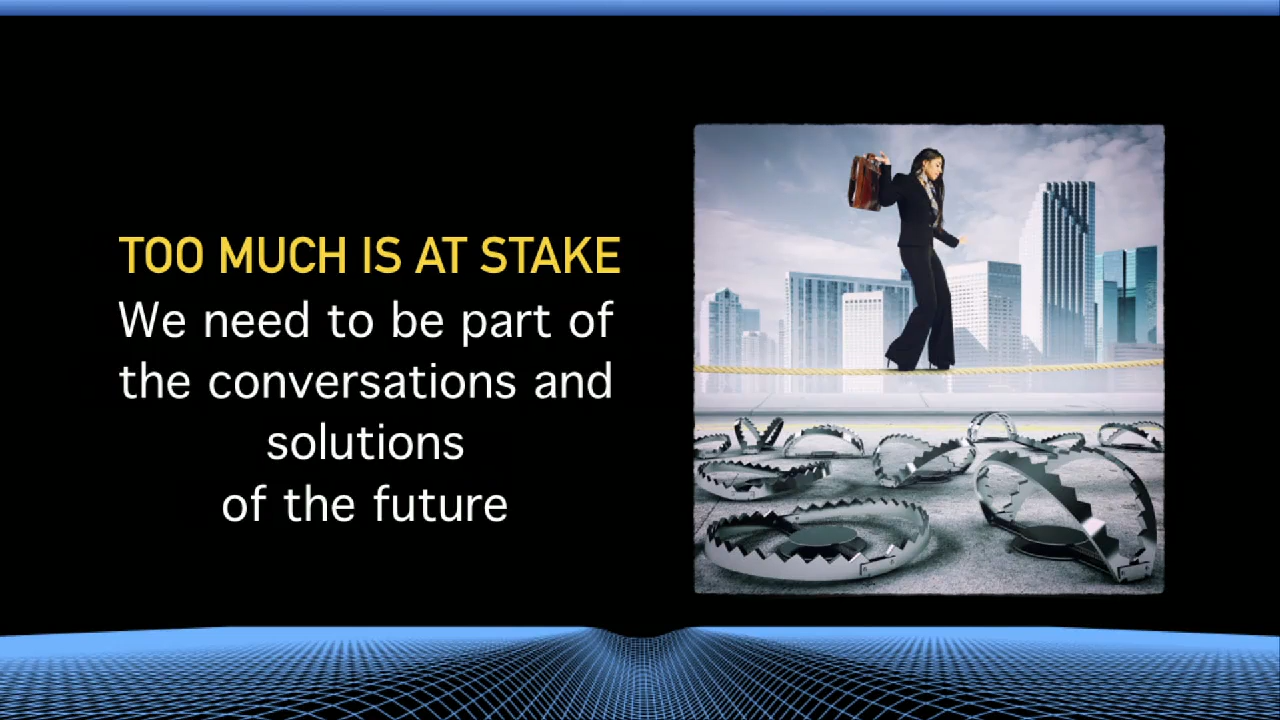 TOO MUCH IS AT STAKE
We need to be part of
the conversations and
solutions
of the future